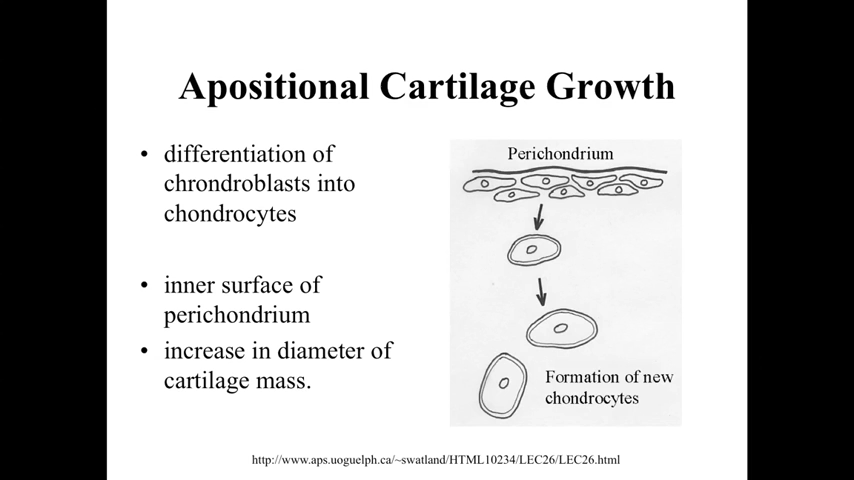 Apositional Cartilage Growth
• differentiation of
chrondroblasts into
chondrocytes
• inner surface of
perichondrium
• increase in diameter of
cartilage mass.
Perichondrium
Formation of new
chondrocytes
http://www.aps.uoguelph.ca/~swatland/HTML10234/LEC26/LEC26.html